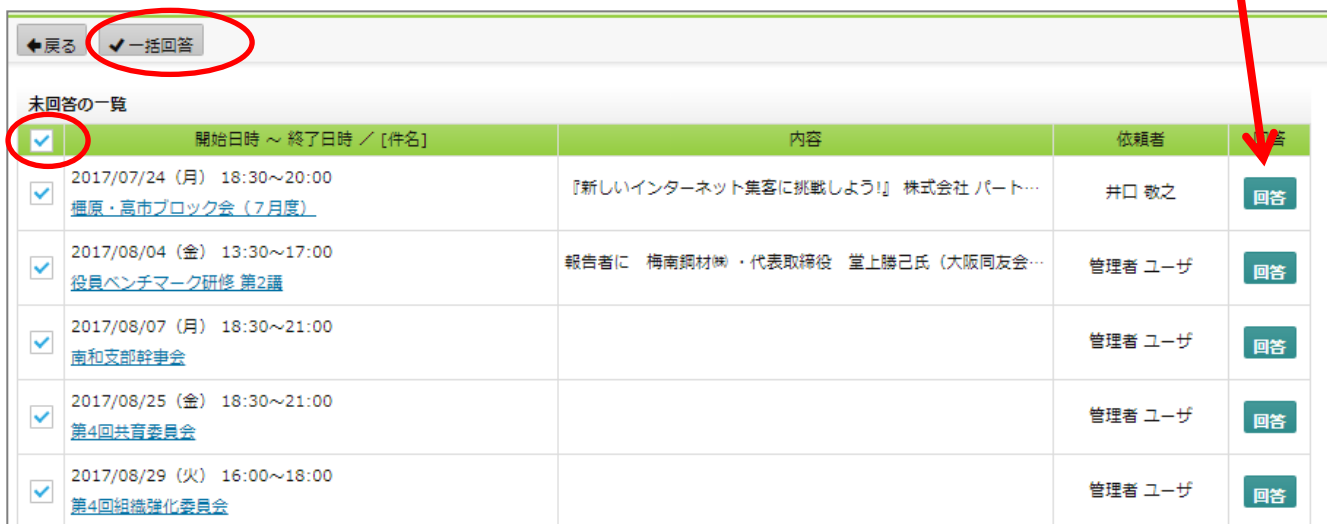 戻る 一括回答
未回答の一覧
開始日時 ~ 終了日時 / [件名] 内容 依頼者 回答
2017/07/24(月) 18:30~20:00
橿原・高市ブロック会(7月度)
『新しいインターネット集客に挑戦しよう!』 株式会社 パート…
井口 敬之
回答
2017/08/04(金) 13:30~17:00
役員ベンチマーク研修 第2講
報告者に 梅南鋼材㈱ ・代表取締役 堂上勝己氏(大阪同友会…
管理者 ユーザ
回答
2017/08/07(月) 18:30~21:00
南和支部幹事会
管理者 ユーザ
回答
2017/08/25(金) 18:30~21:00
第4回共育委員会
管理者 ユーザ
回答
2017/08/29(火) 16:00~18:00
第4回組織強化委員会
管理者 ユーザ
回答